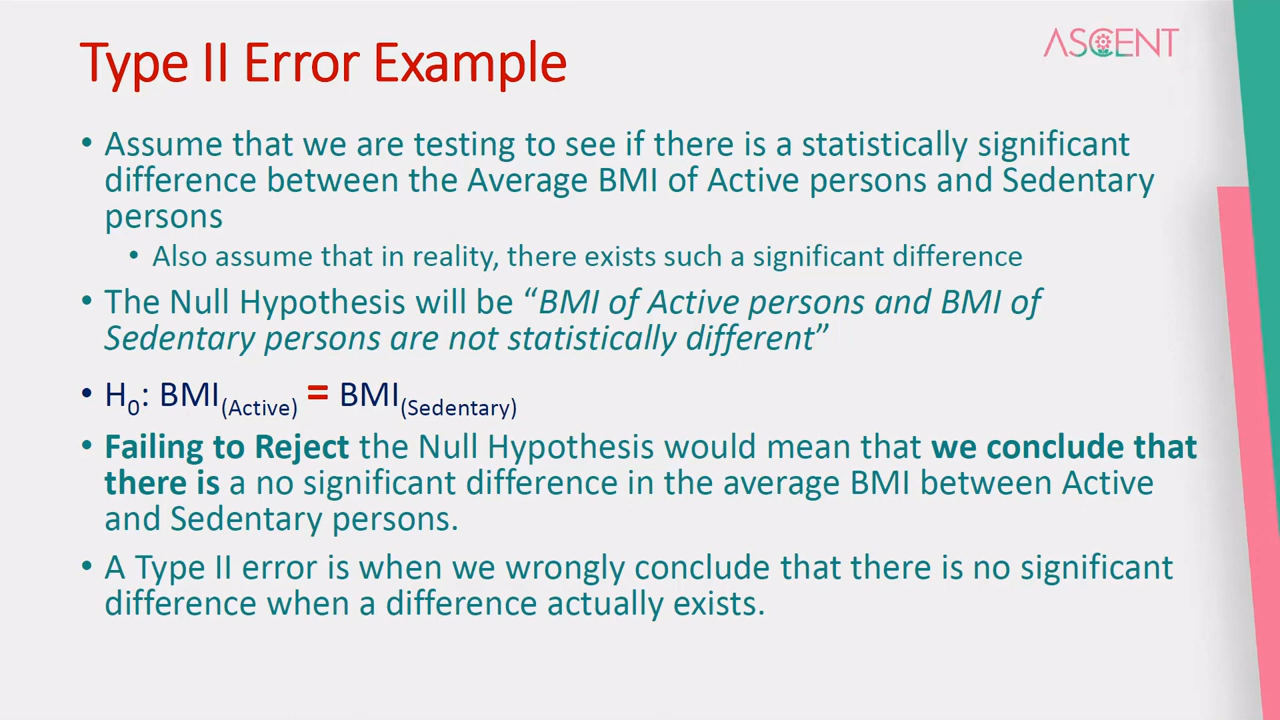 Type II Error Example
ASCENT
• Assume that we are testing to see if there is a statistically significant
difference between the Average BMI of Active persons and Sedentary
persons
• Also assume that in reality, there exists such a significant difference
• The Null Hypothesis will be “BMI of Active persons and BMI of
Sedentary persons are not statistically different”
• H0: BMI(Active) = BMI(Sedentary)
• Failing to Reject the Null Hypothesis would mean that we conclude that
there is a no significant difference in the average BMI between Active
and Sedentary persons.
• A Type II error is when we wrongly conclude that there is no significant
difference when a difference actually exists.